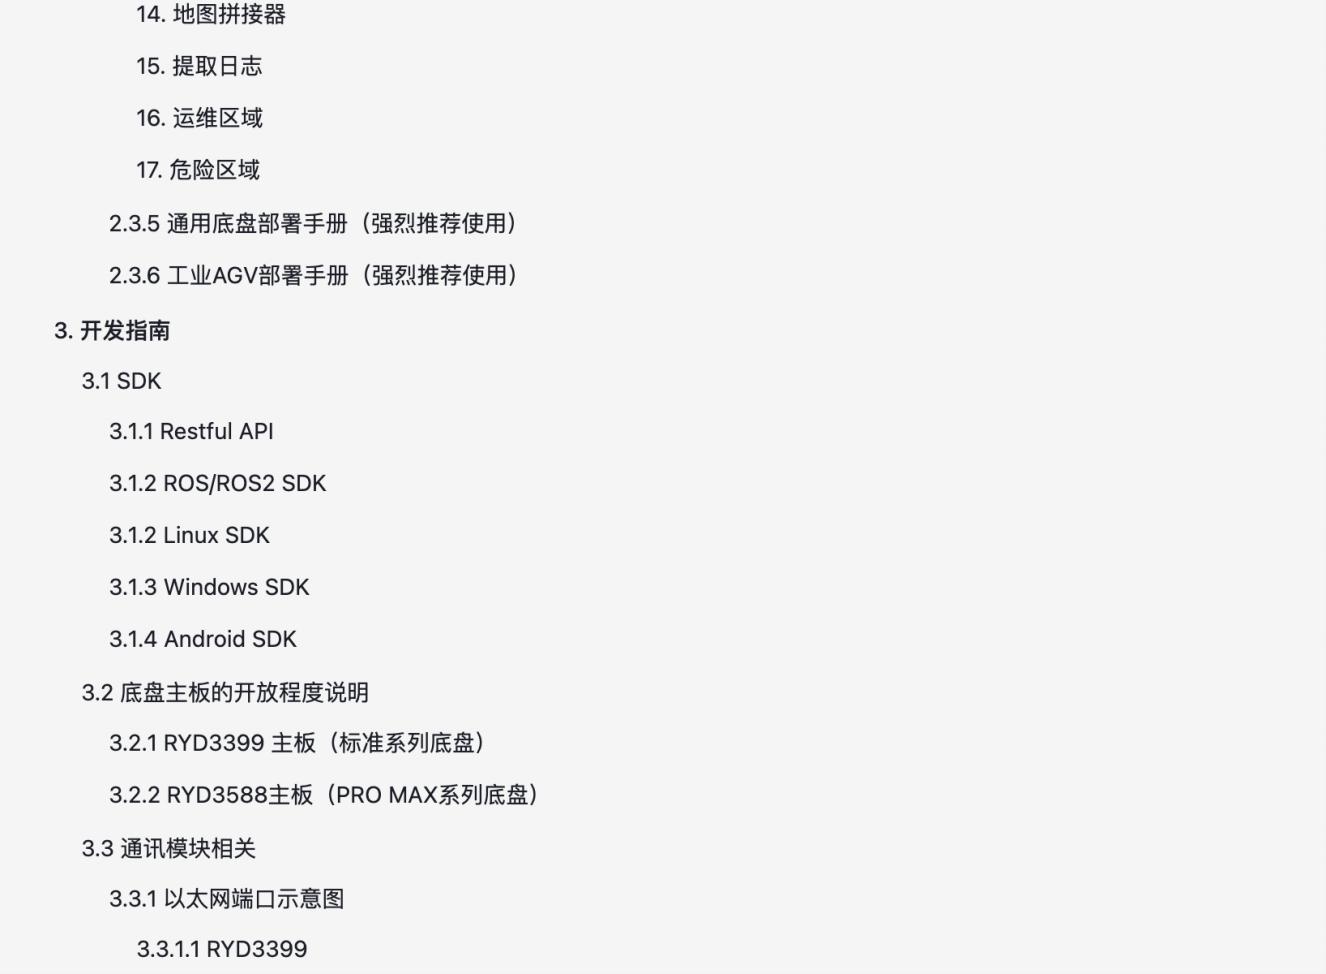 14. 地图拼接器
15. 提取日志
16. 运维区域
17. 危险区域
2.3.5 通用底盘部署手册（强烈推荐使用）
2.3.6 工业AGV部署手册（强烈推荐使用）
3. 开发指南
3.1 SDK
3.1.1 Restful API
3.1.2 ROS/ROS2 SDK
3.1.2 Linux SDK
3.1.3 Windows SDK
3.1.4 Android SDK
3.2 底盘主板的开放程度说明
3.2.1 RYD3399 主板（标准系列底盘）
3.2.2 RYD3588主板（PRO MAX系列底盘）
3.3 通讯模块相关
3.3.1 以太网端口示意图
3.3.1.1 RYD3399